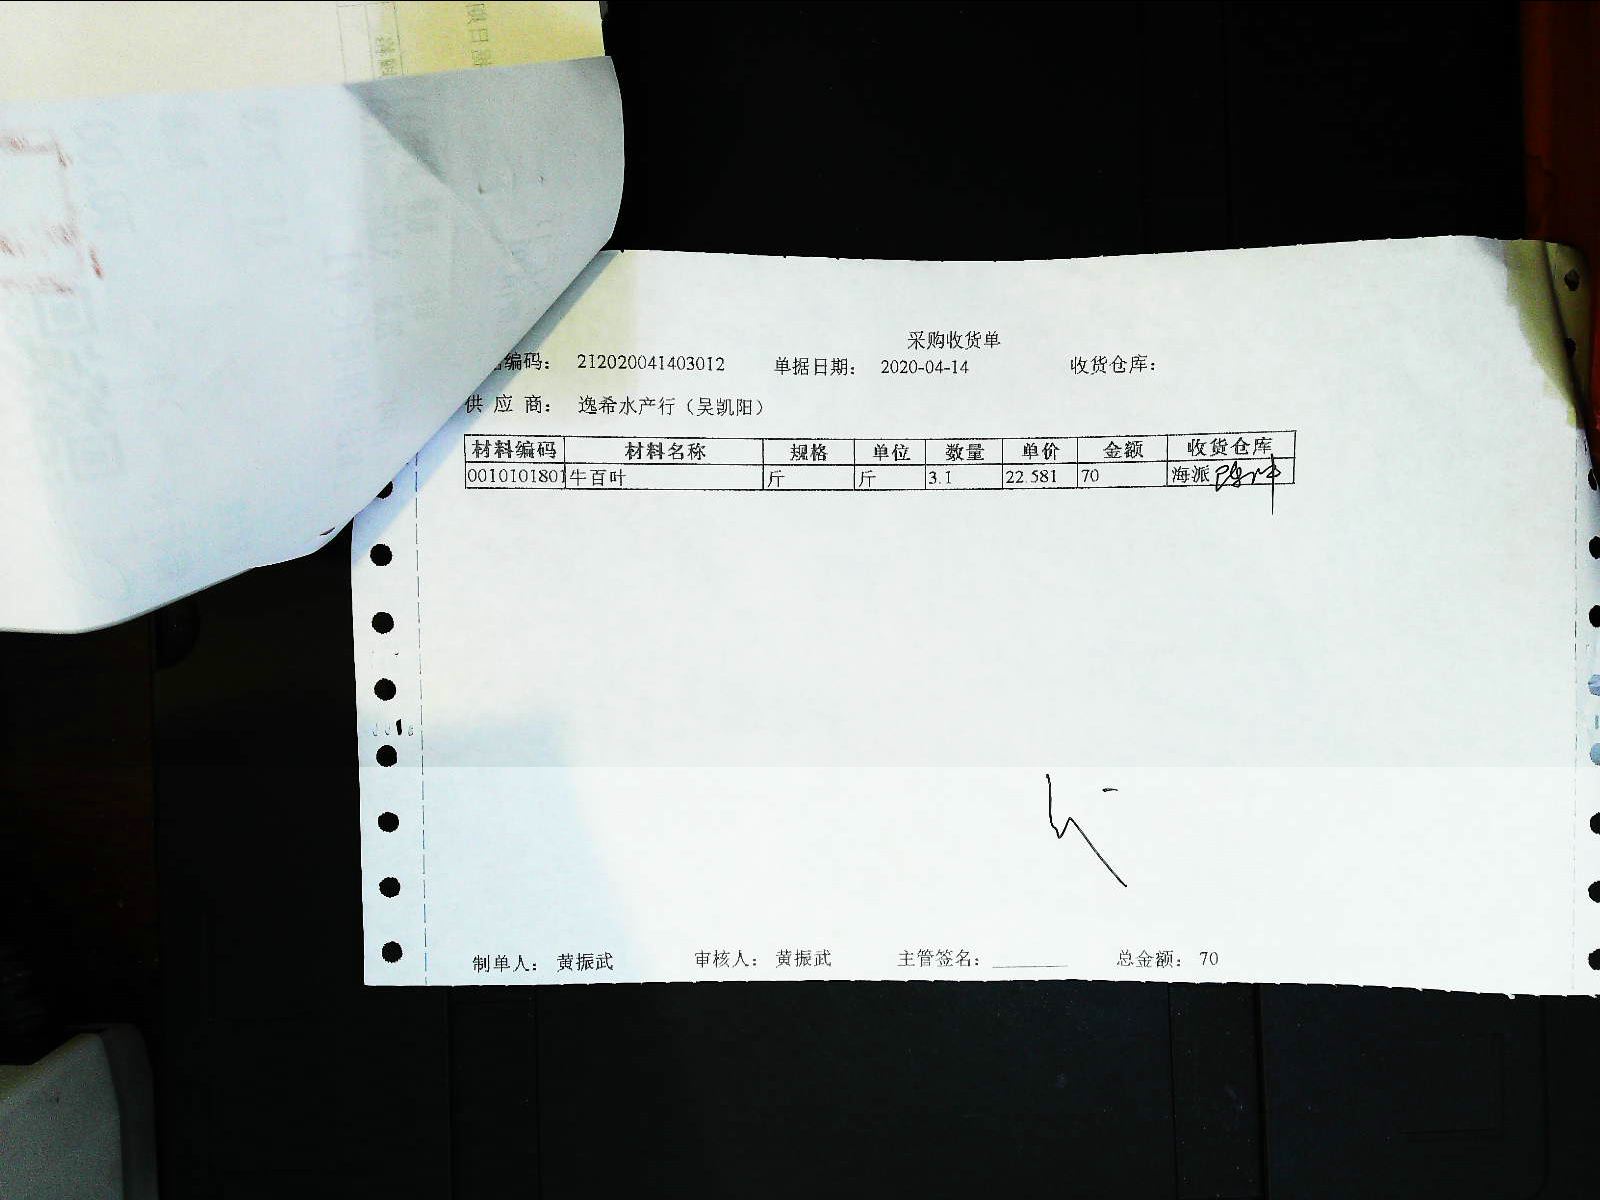 采购收货单
编码: 212020041403012 单据日期: 2020-04-14 收货仓库:
供 应 商: 逸希水产行（吴凯阳）
材料编码 材料名称 规格 单位 数量 单价 金额 收货仓库
0010101801 牛百叶 斤 斤 3.1 22.581 70 海派
制单人: 黄振武 审核人: 黄振武 主管签名: ________ 总金额: 70